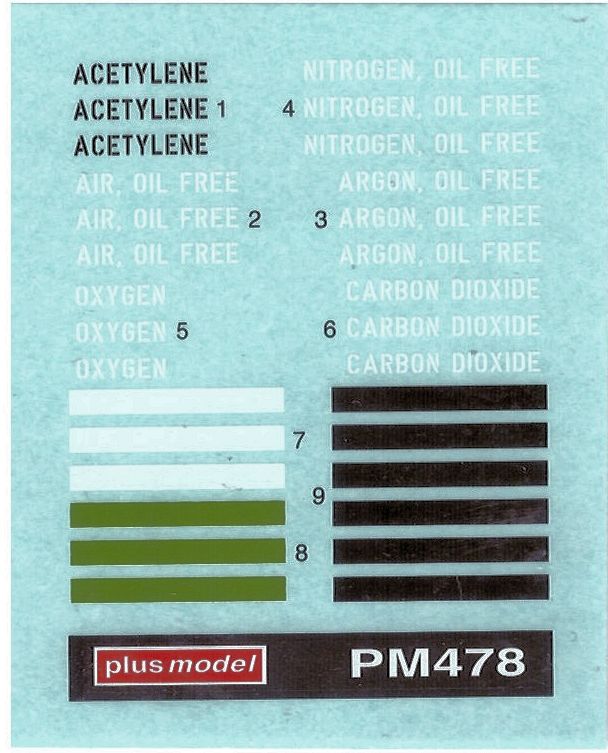 ACETYLENE NITROGEN, OIL FREE
ACETYLENE 1 4 NITROGEN, OIL FREE
ACETYLENE NITROGEN, OIL FREE
AIR, OIL FREE ARGON, OIL FREE
AIR, OIL FREE 2 3 ARGON, OIL FREE
AIR, OIL FREE ARGON, OIL FREE
OXYGEN CARBON DIOXIDE
OXYGEN 5 6 CARBON DIOXIDE
OXYGEN CARBON DIOXIDE
7
9
8
plus model PM478